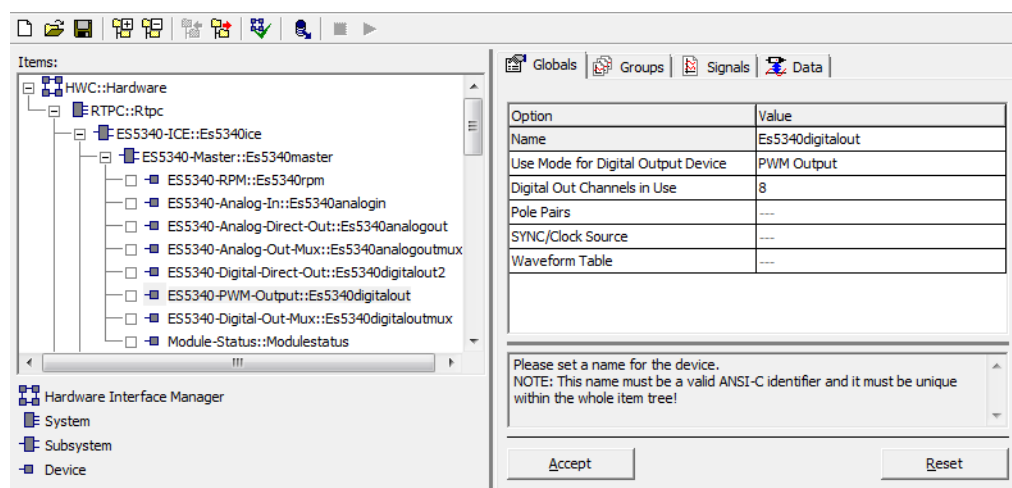 Items:
HWC::Hardware
RTPC::Rtpc
ES5340-ICE::Es5340ice
ES5340-Master::Es5340master
ES5340-RPM::Es5340rpm
ES5340-Analog-In::Es5340analogin
ES5340-Analog-Direct-Out::Es5340analogout
ES5340-Analog-Out-Mux::Es5340analogoutmux
ES5340-Digital-Direct-Out::Es5340digitalout2
ES5340-PWM-Output::Es5340digitalout
ES5340-Digital-Out-Mux::Es5340digitaloutmux
Module-Status::Modulestatus
Hardware Interface Manager
System
Subsystem
Device
Globals Groups Signals Data
Option Value
Name Es5340digitalout
Use Mode for Digital Output Device PWM Output
Digital Out Channels in Use 8
Pole Pairs ---
SYNC/Clock Source ---
Waveform Table ---
Please set a name for the device.
NOTE: This name must be a valid ANSI-C identifier and it must be unique
within the whole item tree!
Accept Reset